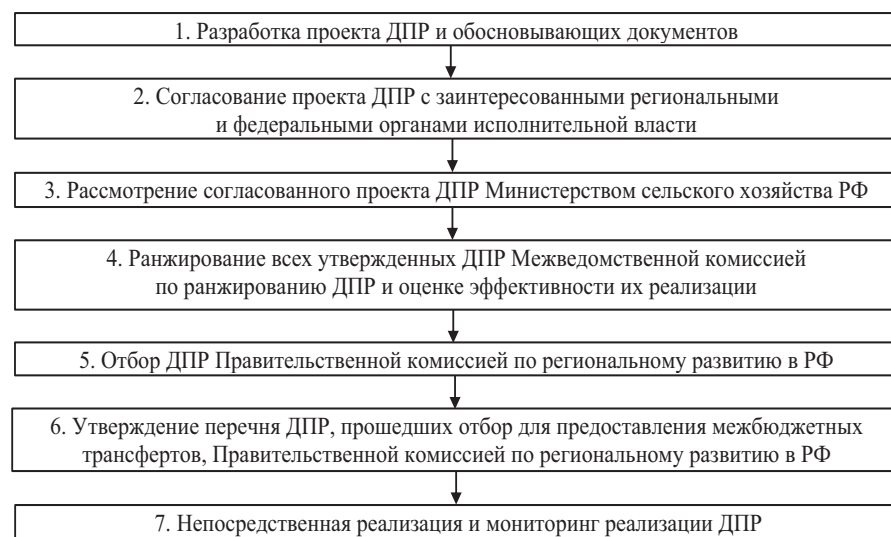 1. Разработка проекта ДПР и обосновывающих документов
2. Согласование проекта ДПР с заинтересованными региональными
и федеральными органами исполнительной власти
3. Рассмотрение согласованного проекта ДПР Министерством сельского хозяйства РФ
4. Ранжирование всех утвержденных ДПР Межведомственной комиссией
по ранжированию ДПР и оценке эффективности их реализации
5. Отбор ДПР Правительственной комиссией по региональному развитию в РФ
6. Утверждение перечня ДПР, прошедших отбор для предоставления межбюджетных
трансфертов, Правительственной комиссией по региональному развитию в РФ
7. Непосредственная реализация и мониторинг реализации ДПР